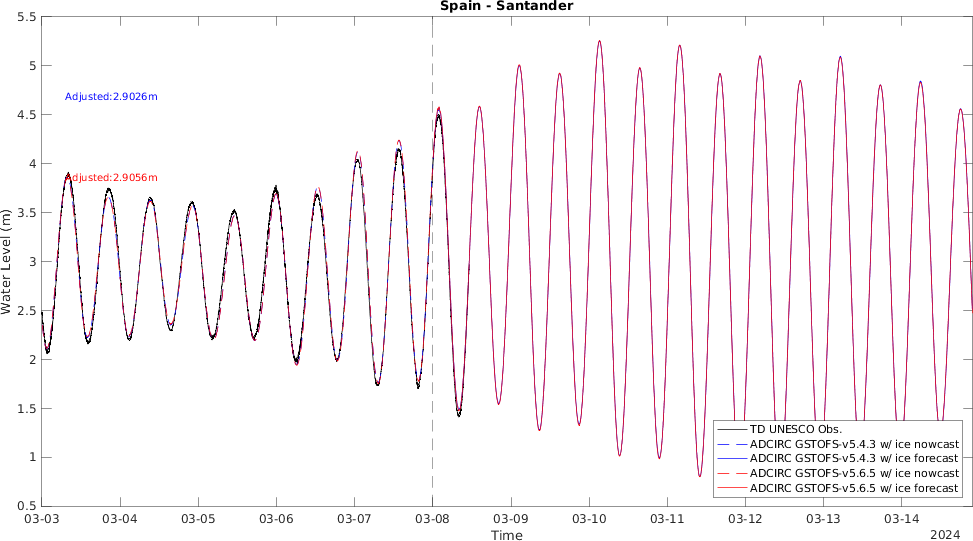 Spain - Santander
5.5
5
4.5
4
3.5
3
2.5
2
1.5
1
0.5
Water Level (m)
Adjusted:2.9026m
Adjusted:2.9056m
TD UNESCO Obs.
ADCIRC GSTOFS-v5.4.3 w/ ice nowcast
ADCIRC GSTOFS-v5.4.3 w/ ice forecast
ADCIRC GSTOFS-v5.6.5 w/ ice nowcast
ADCIRC GSTOFS-v5.6.5 w/ ice forecast
03-03 03-04 03-05 03-06 03-07 03-08 03-09 03-10 03-11 03-12 03-13 03-14
Time
2024